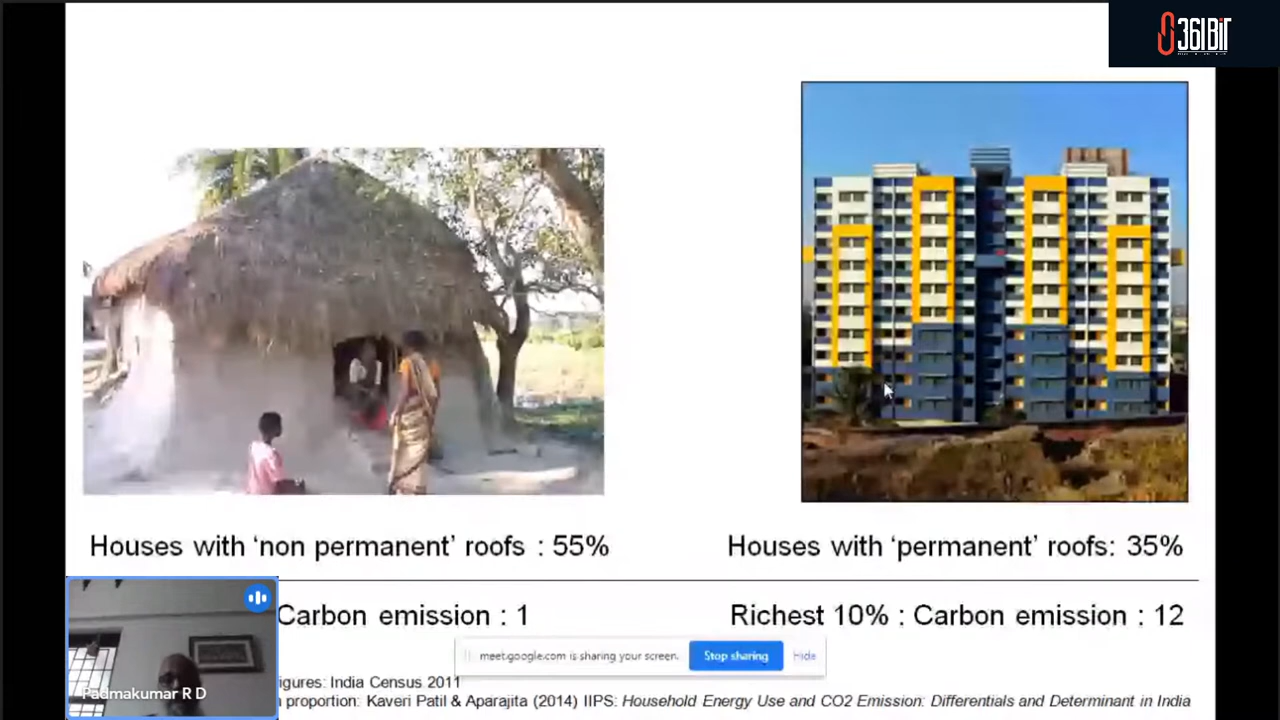 361BiT
Houses with ‘non permanent’ roofs : 55%
Houses with ‘permanent’ roofs: 35%
Carbon emission : 1
Richest 10% : Carbon emission : 12
meet.google.com is sharing your screen.
Stop sharing
Hide
Padmakumar R D
igures: India Census 2011
proportion: Kaveri Patil & Aparajita (2014) IIPS: Household Energy Use and CO2 Emission: Differentials and Determinant in India